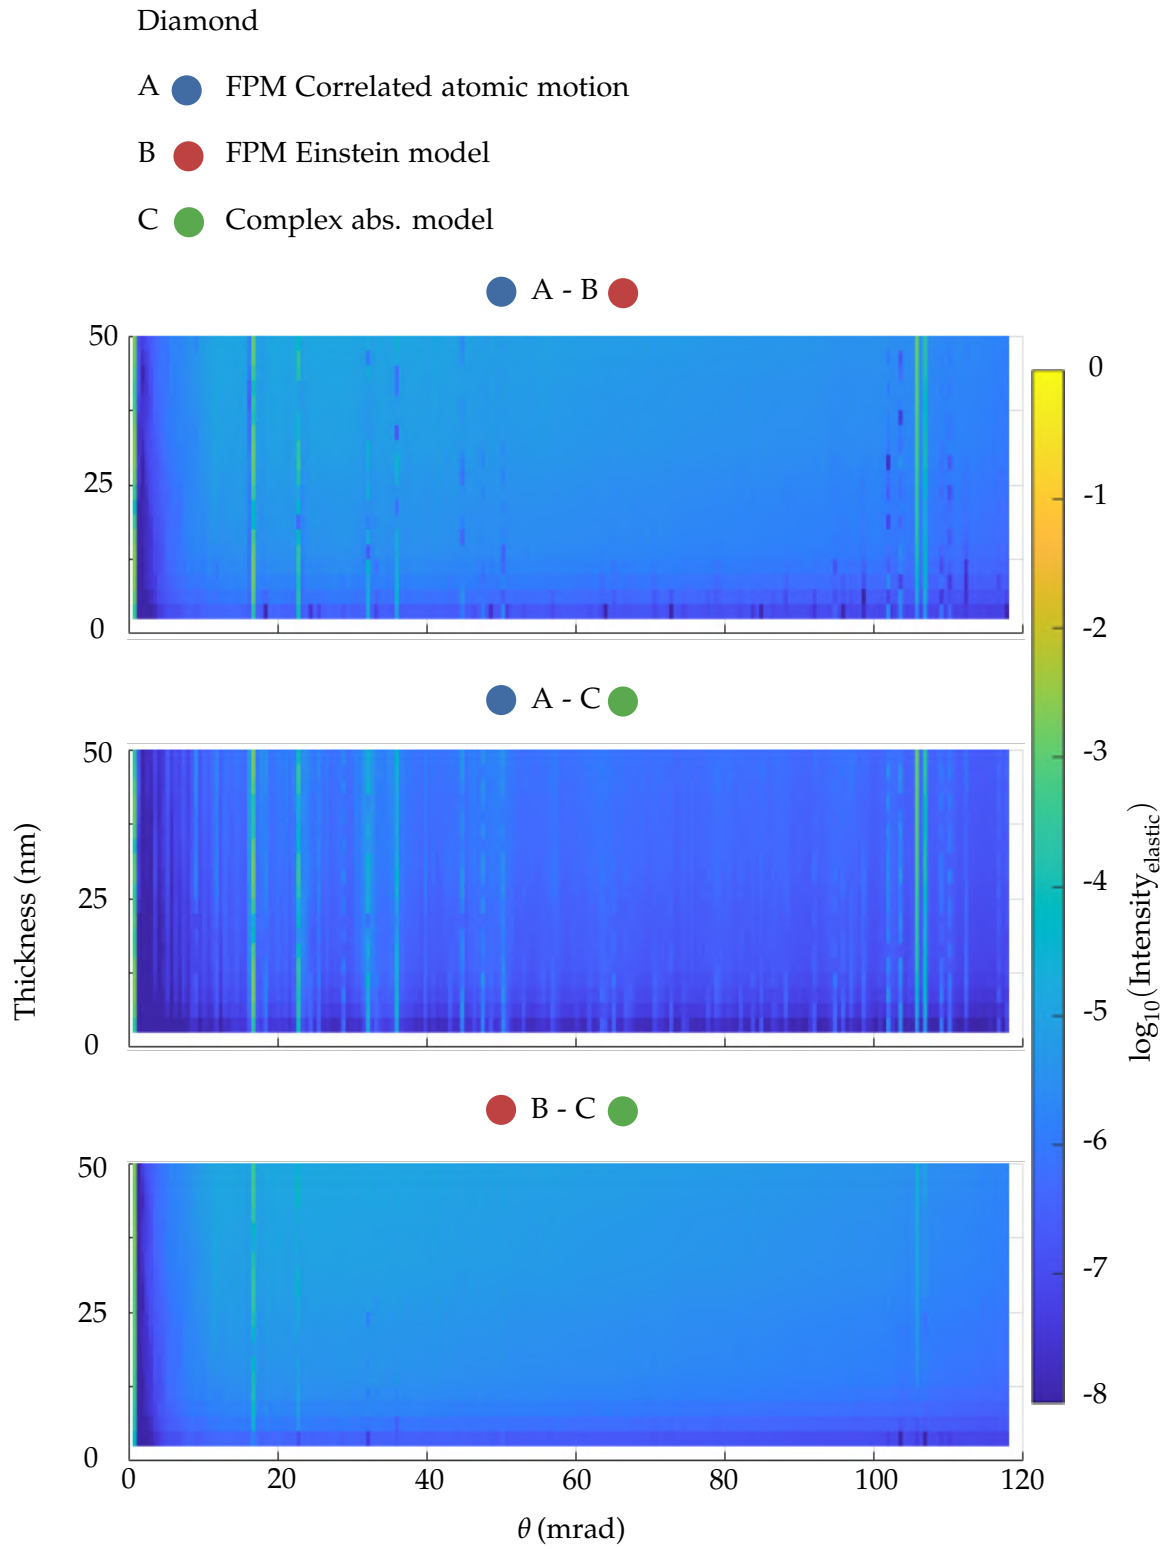 Diamond
A FPM Correlated atomic motion
B FPM Einstein model
C Complex abs. model
A - B
50
25
0
A - C
50
25
0
B - C
50
25
0
0 20 40 60 80 100 120
θ (mrad)
Thickness (nm)
0
-1
-2
-3
-4
-5
-6
-7
-8
log10(Intensityelastic)